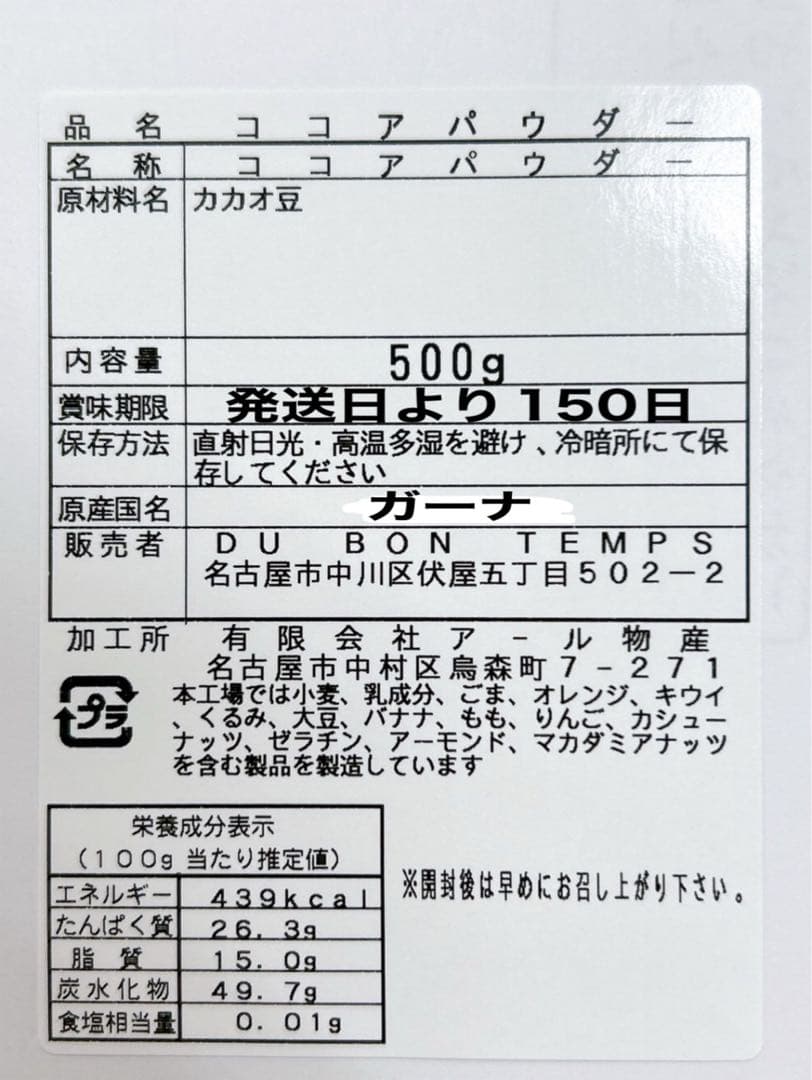 品名 ココアパウダー
名称 ココアパウダー
原材料名 カカオ豆
内容量 500g
賞味期限 発送日より150日
保存方法 直射日光・高温多湿を避け、冷暗所にて保
存してください
原産国名 ガーナ
販売者 DU BON TEMPS
名古屋市中川区伏屋五丁目502-2
加工所 有限会社アール物産
名古屋市中村区烏森町7-271
プラ
本工場では小麦、乳成分、ごま、オレンジ、キウイ
、くるみ、大豆、バナナ、もも、りんご、カシュー
ナッツ、ゼラチン、アーモンド、マカダミアナッツ
を含む製品を製造しています
栄養成分表示
(100g 当たり推定値)
エネルギー 439kcal
たんぱく質 26.3g
脂質 15.0g
炭水化物 49.7g
食塩相当量 0.01g
※開封後は早めにお召し上がり下さい。